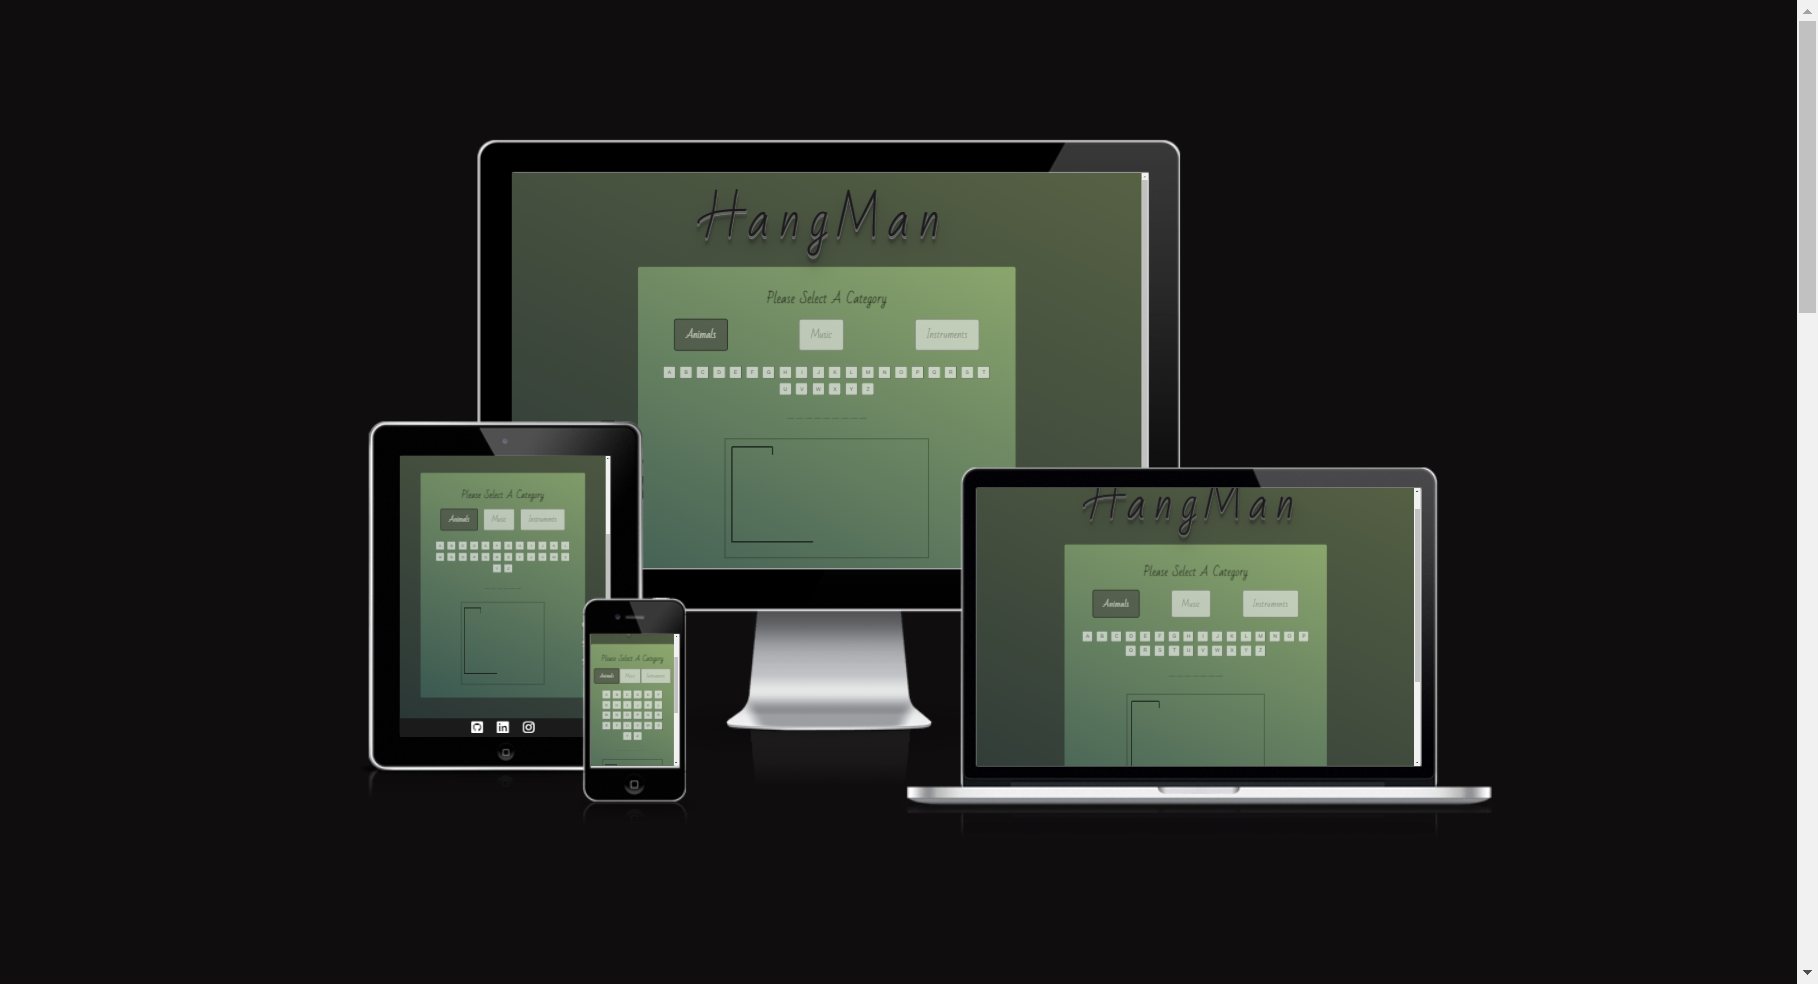 HangMan
Please Select A Category
Animals Music Instruments
A B C D E F G H I J K L M N O P Q R S T
U V W X Y Z
Please Select A Category
Animals Music Instruments
HangMan
Please Select A Category
Animals Music Instruments
A B C D E F G H I J K L M N O P
Q R S T U V W X Y Z
Please Select A Category
Animals Music Instruments